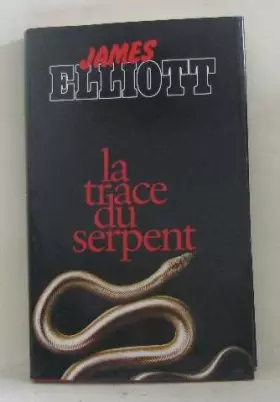 JAMES
ELLIOTT
la
trace
du
serpent